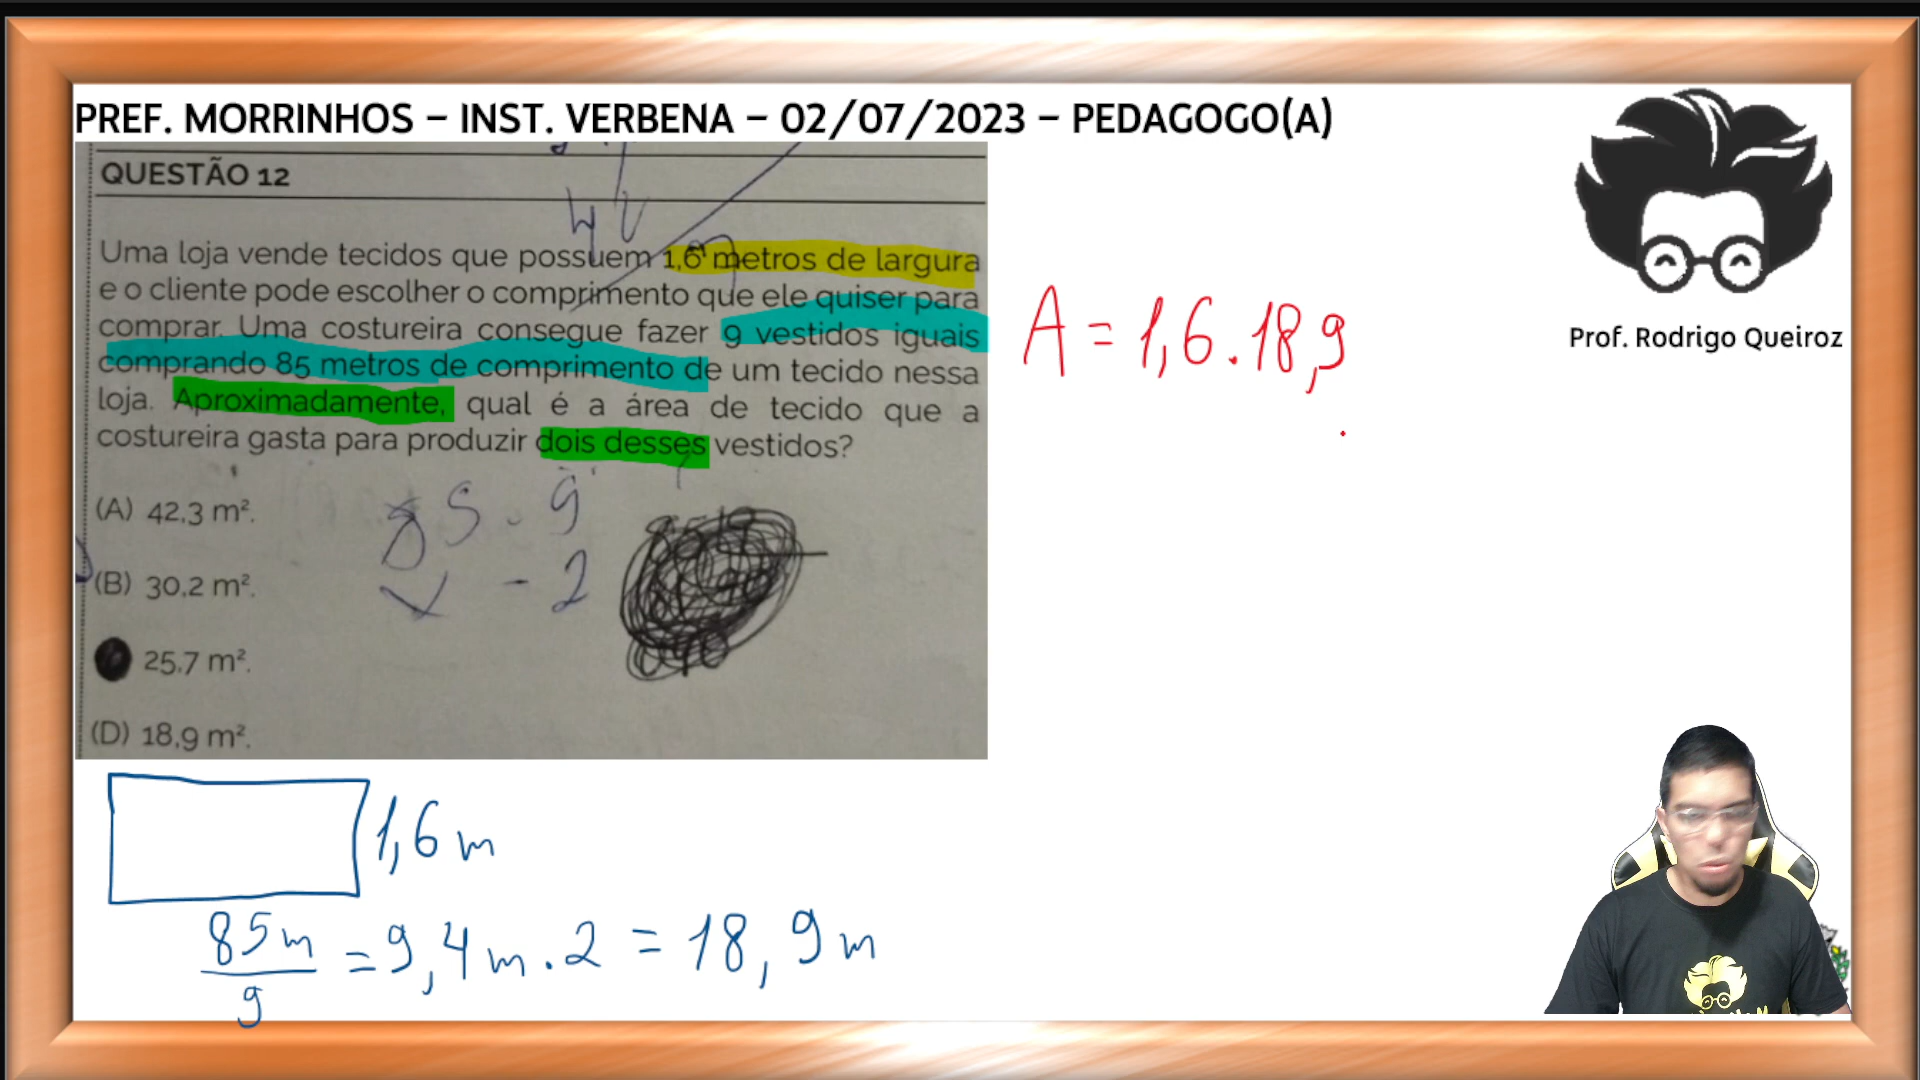 PREF. MORRINHOS – INST. VERBENA – 02/07/2023 – PEDAGOGO(A)
QUESTÃO 12
Uma loja vende tecidos que possuem 1,6 metros de largura
e o cliente pode escolher o comprimento que ele quiser para
comprar. Uma costureira consegue fazer 9 vestidos iguais
comprando 85 metros de comprimento de um tecido nessa
loja. Aproximadamente, qual é a área de tecido que a
costureira gasta para produzir dois desses vestidos?
85 - 9
x - 2
(A) 42,3 m².
(B) 30,2 m².
25,7 m².
(D) 18,9 m².
1,6 m
85m
9
= 9,4 m . 2 = 18,9 m
A = 1,6 . 18,9
Prof. Rodrigo Queiroz